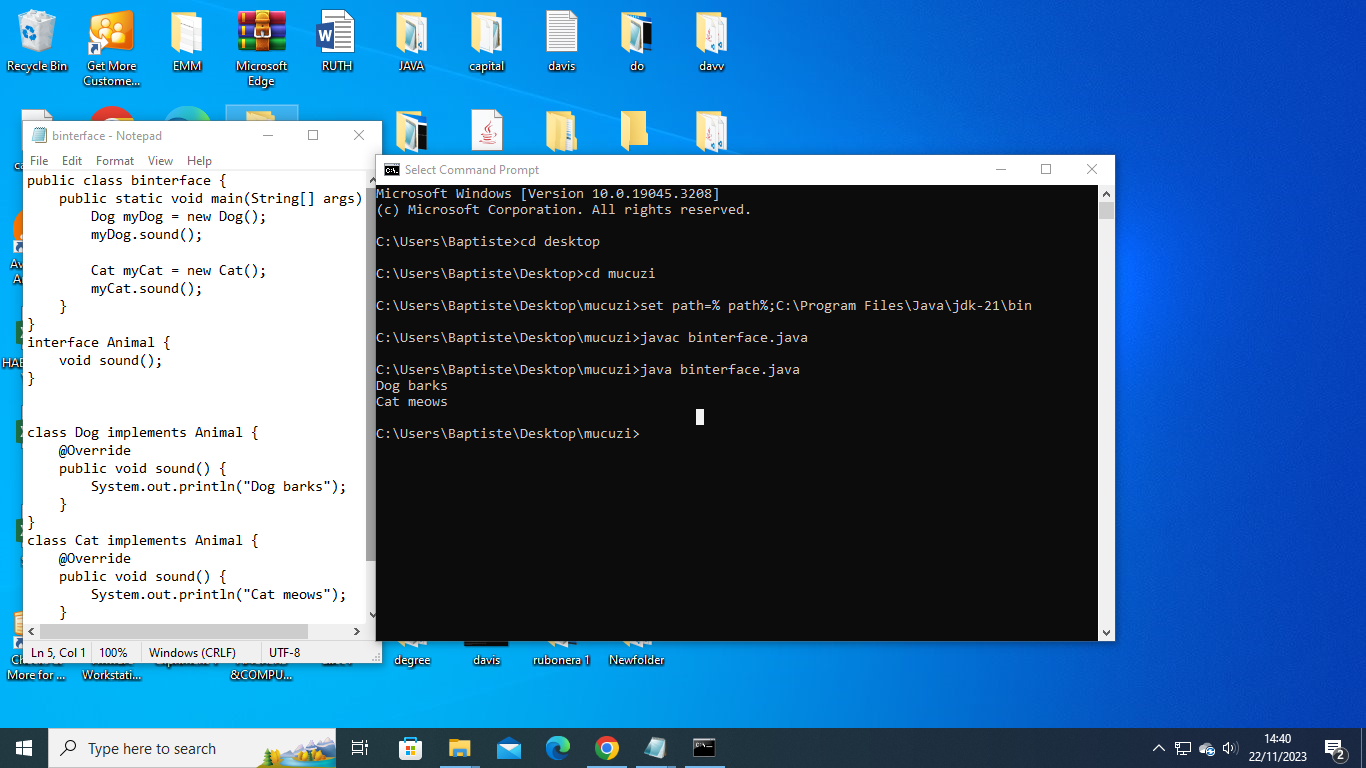 Recycle Bin
Get More Custome...
EMM
Microsoft Edge
RUTH
JAVA
capital
davis
do
davv
binterface - Notepad
File Edit Format View Help
public class binterface {
    public static void main(String[] args)
        Dog myDog = new Dog();
        myDog.sound();
        Cat myCat = new Cat();
        myCat.sound();
    }
}
interface Animal {
    void sound();
}
class Dog implements Animal {
    @Override
    public void sound() {
        System.out.println("Dog barks");
    }
}
class Cat implements Animal {
    @Override
    public void sound() {
        System.out.println("Cat meows");
    }
Ln 5, Col 1 100% Windows (CRLF) UTF-8
Select Command Prompt
Microsoft Windows [Version 10.0.19045.3208]
(c) Microsoft Corporation. All rights reserved.
C:\Users\Baptiste>cd desktop
C:\Users\Baptiste\Desktop>cd mucuzi
C:\Users\Baptiste\Desktop\mucuzi>set path=% path%;C:\Program Files\Java\jdk-21\bin
C:\Users\Baptiste\Desktop\mucuzi>javac binterface.java
C:\Users\Baptiste\Desktop\mucuzi>java binterface.java
Dog barks
Cat meows
C:\Users\Baptiste\Desktop\mucuzi>
More for ...
Workstati...
&COMPU...
degree
davis
rubonera 1
Newfolder
Type here to search
14:40
22/11/2023
2